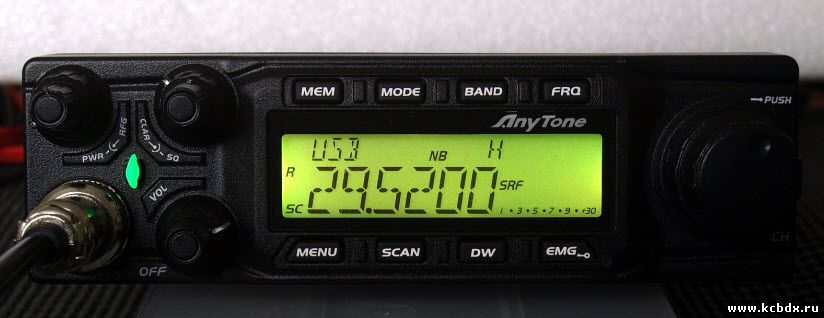 MEM MODE BAND FRQ
PUSH
AnyTone
RFG CLAR
PWR SQ
USB NB H
R 29.5200 SRF
SC 1 • 3 • 5 • 7 • 9 • +30
VOL
CH
MENU SCAN DW EMG
OFF
www.kcbdx.ru